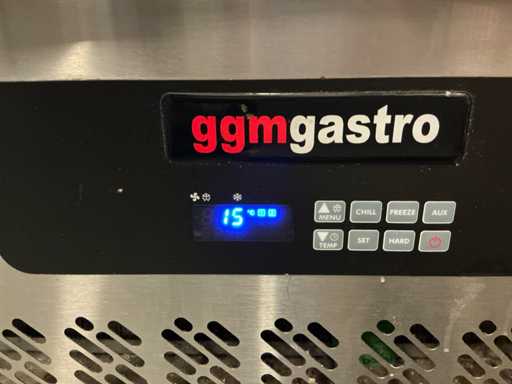 ggmgastro
15 °C
MENU CHILL FREEZE AUX
TEMP SET HARD